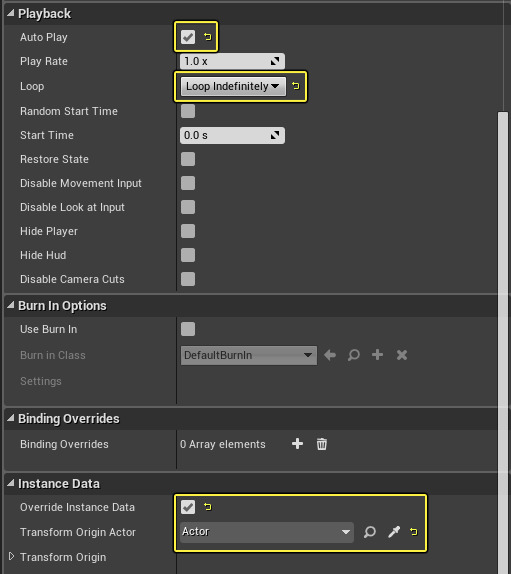 Playback
Auto Play
Play Rate 1.0 x
Loop Loop Indefinitely
Random Start Time
Start Time 0.0 s
Restore State
Disable Movement Input
Disable Look at Input
Hide Player
Hide Hud
Disable Camera Cuts
Burn In Options
Use Burn In
Burn in Class DefaultBurnIn
Settings
Binding Overrides
Binding Overrides 0 Array elements
Instance Data
Override Instance Data
Transform Origin Actor Actor
Transform Origin